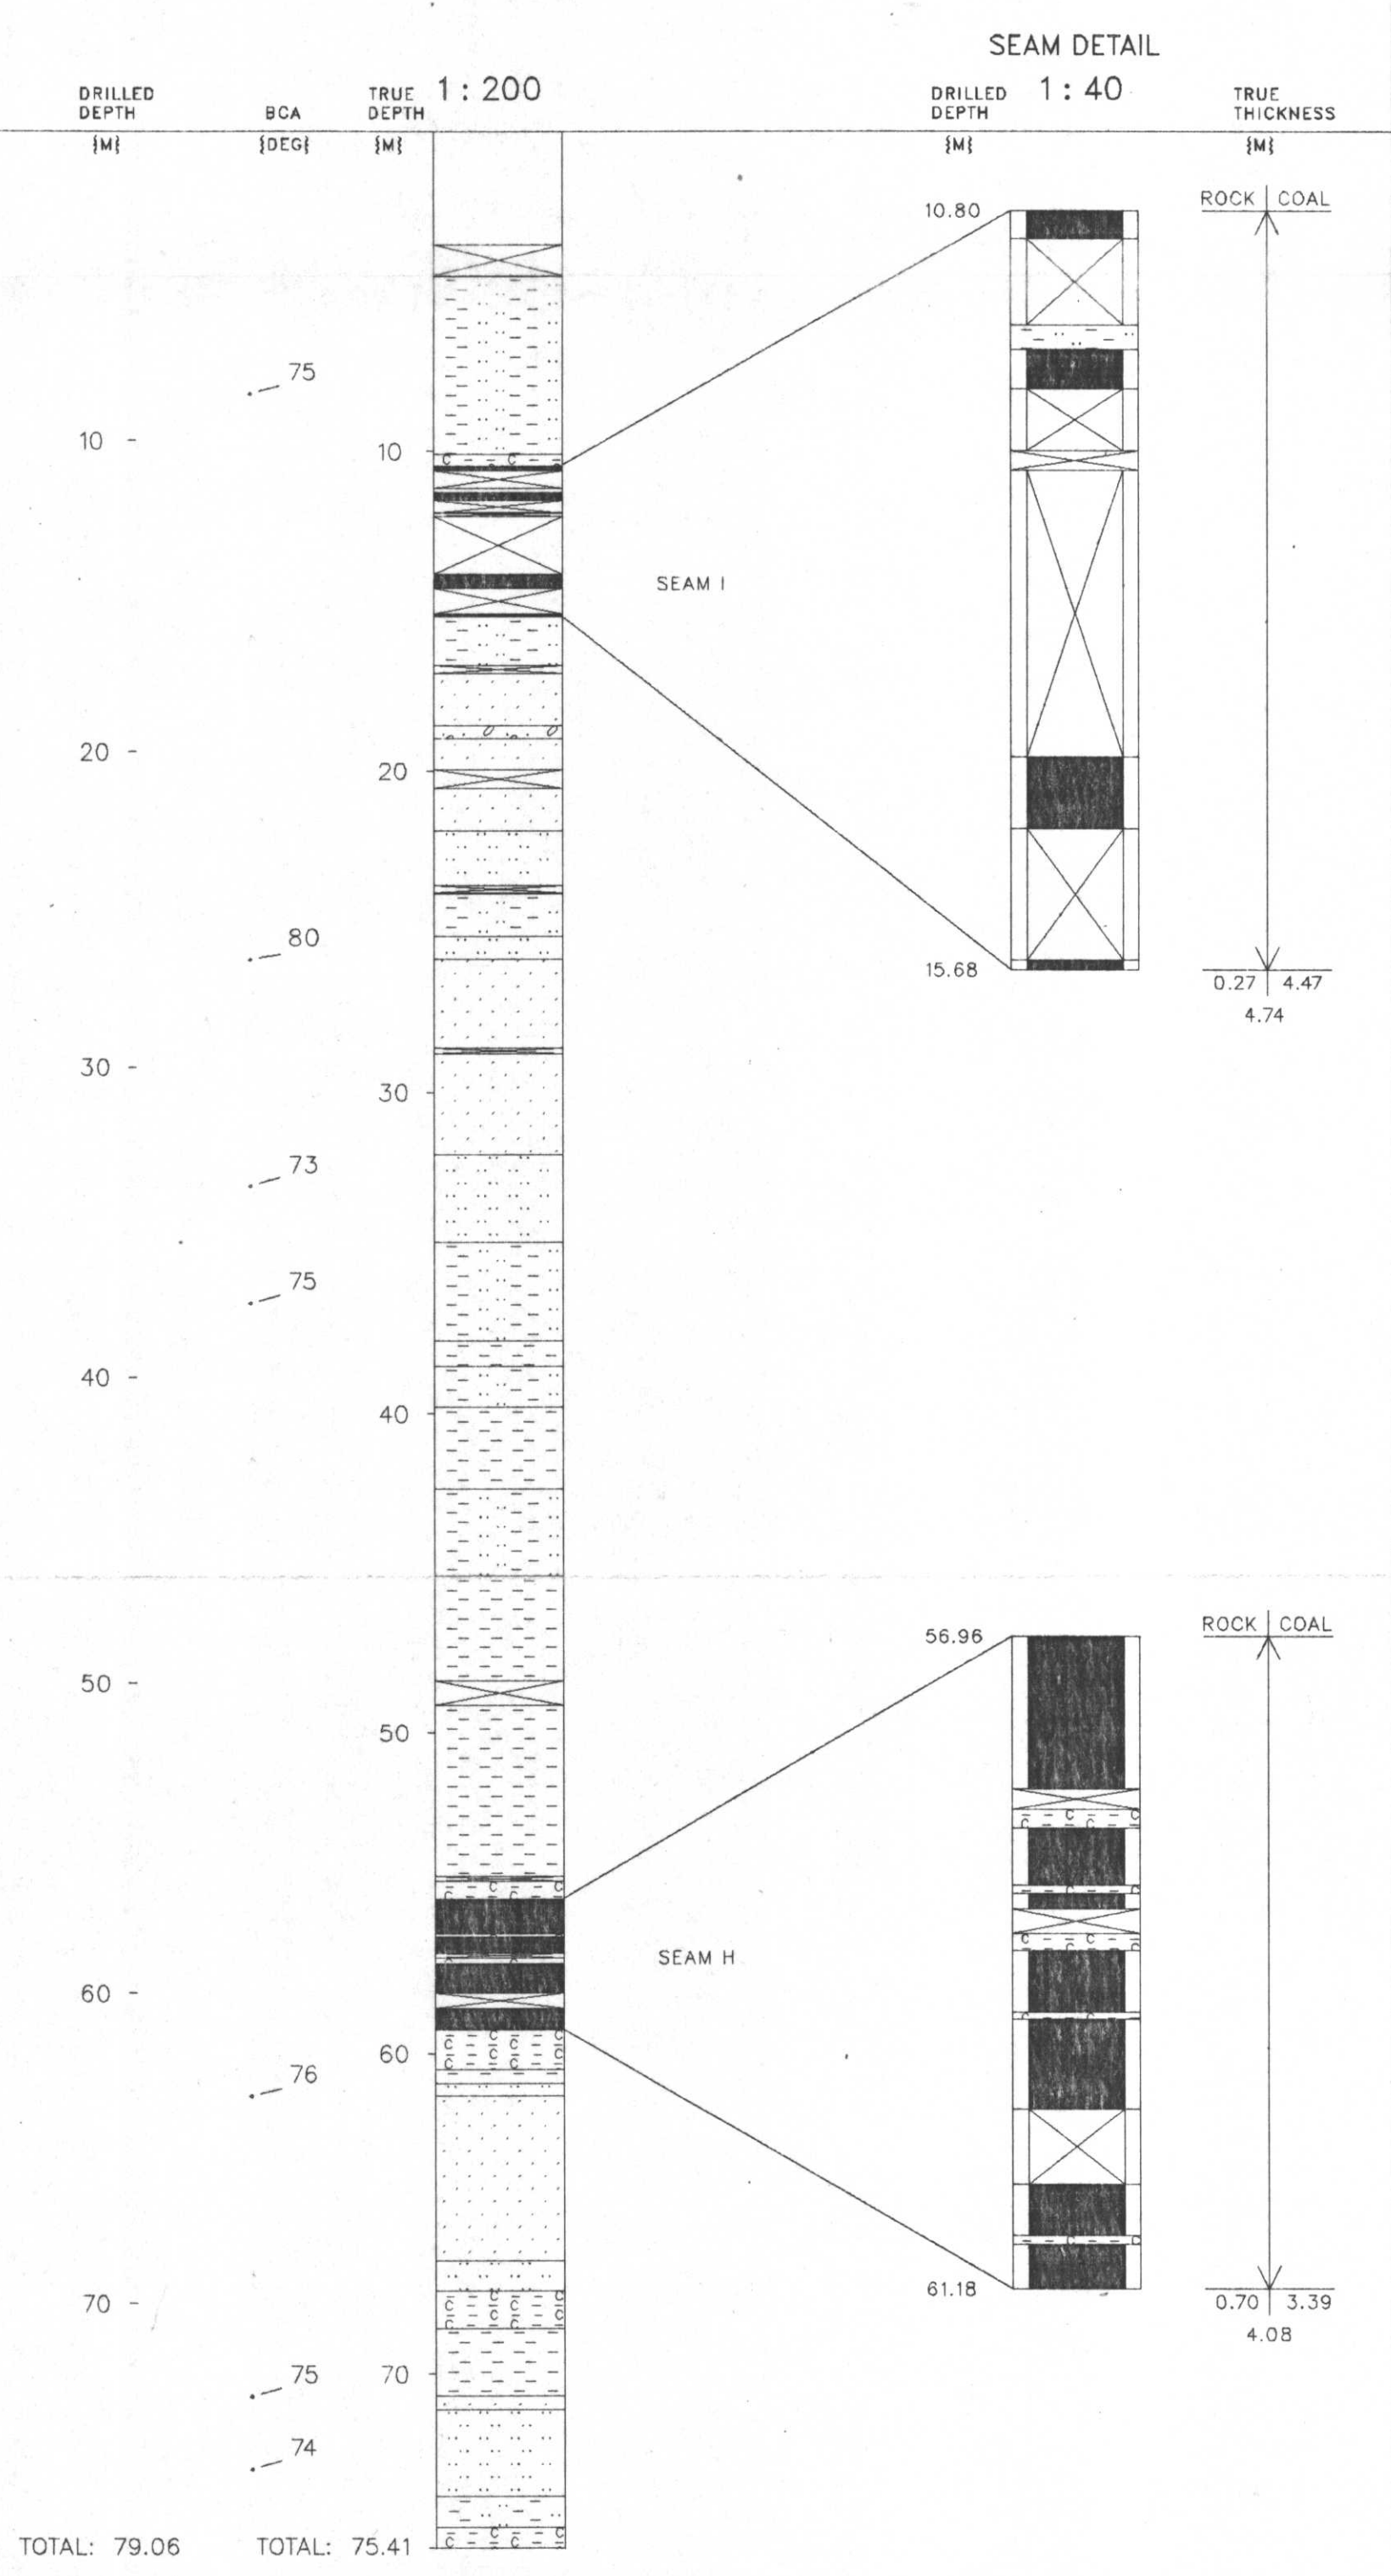 SEAM DETAIL
DRILLED DEPTH
BCA
TRUE DEPTH
1 : 200
DRILLED DEPTH
1 : 40
TRUE THICKNESS
{M}
{DEG}
{M}
{M}
{M}
10.80
ROCK | COAL
75
10 -
10
C C
SEAM I
20 -
20
80
15.68
0.27 | 4.47
4.74
30 -
30
73
75
40 -
40
56.96
ROCK | COAL
50 -
50
SEAM H
60 -
60
76
61.18
0.70 | 3.39
4.08
70 -
70
75
74
TOTAL: 79.06
TOTAL: 75.41